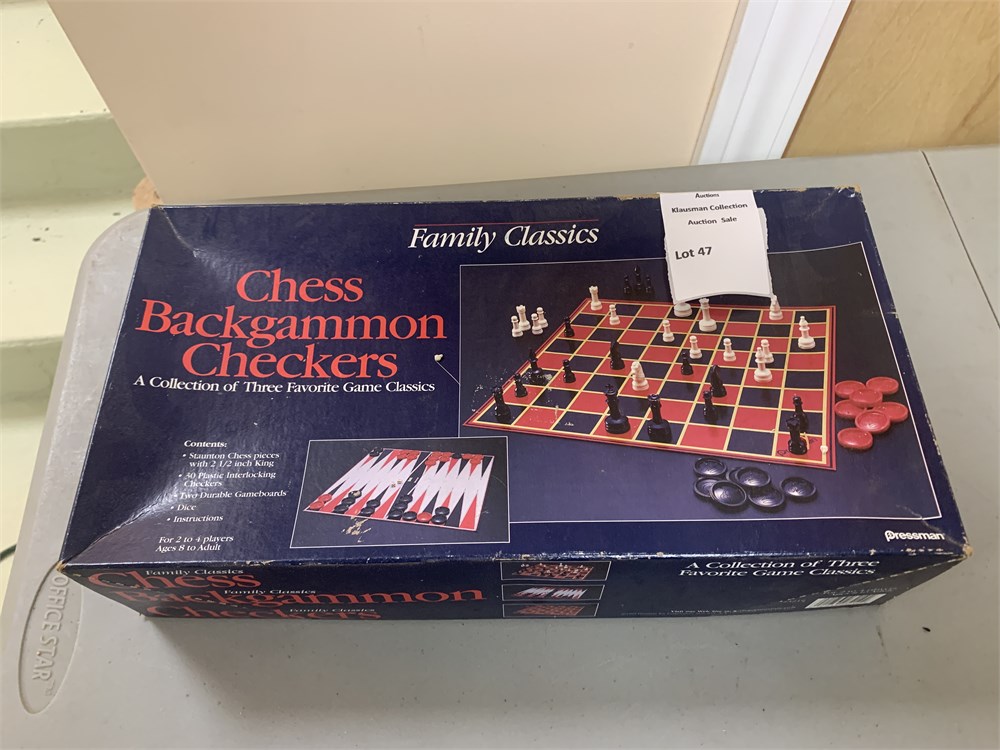 Auctions
Klausman Collection
Auction Sale
Lot 47
Family Classics
Chess
Backgammon
Checkers
A Collection of Three Favorite Game Classics
Contents:
• Staunton Chess pieces
with 2 1/2 inch King
• 30 Plastic Interlocking
Checkers
• Two Durable Gameboards
• Dice
• Instructions
For 2 to 4 players
Ages 8 to Adult
Pressman
Family Classics
Chess
Family Classics
Backgammon
Family Classics
Checkers
A Collection of Three
Favorite Game Classics
OFFICE STAR